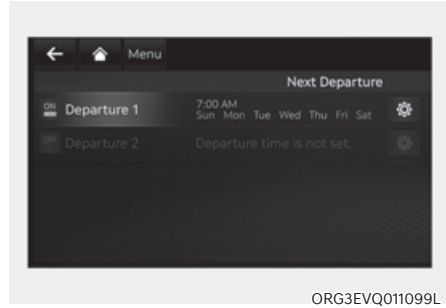 Menu
Next Departure
ON Departure 1 7:00 AM
Sun Mon Tue Wed Thu Fri Sat
OFF Departure 2 Departure time is not set.
ORG3EVQ011099L